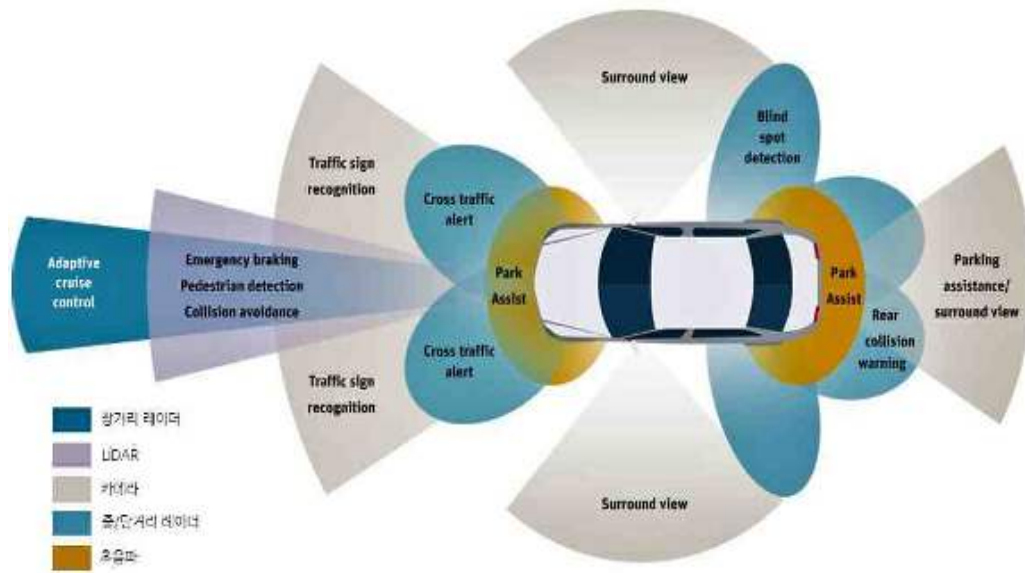 Surround view
Blind
spot
detection
Traffic sign
recognition
Cross traffic
alert
Adaptive
cruise
control
Emergency braking
Pedestrian detection
Collision avoidance
Park
Assist
Park
Assist
Parking
assistance/
surround view
Rear
collision
warning
Cross traffic
alert
Traffic sign
recognition
Surround view
장거리 레이더
LiDAR
카메라
중/단거리 레이더
초음파